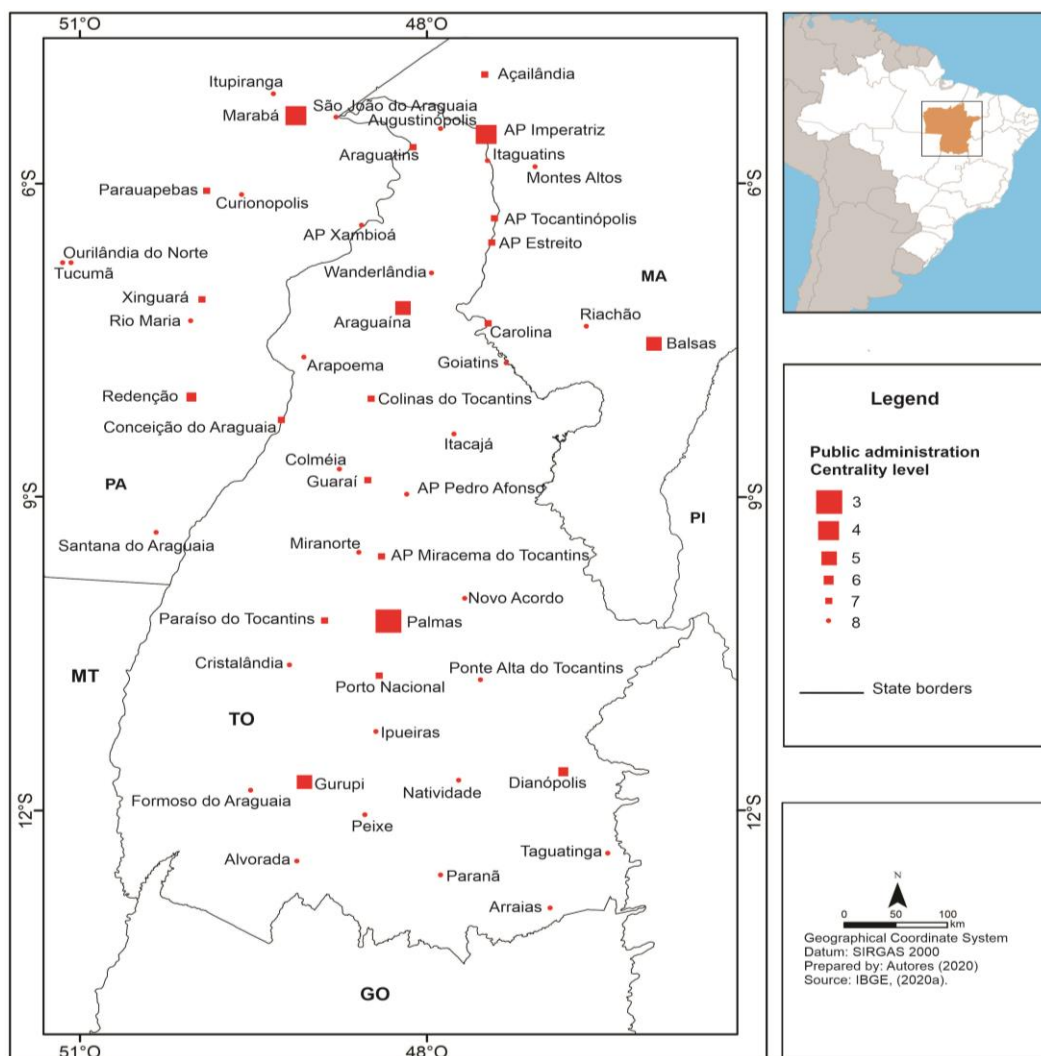 51°O
48°O
Açailândia
Itupiranga
São João do Araguaia
Marabá
Augustinópolis
AP Imperatriz
Araguatins
Itaguatins
Montes Altos
6°S
6°S
Parauapebas
Curionopolis
AP Tocantinópolis
AP Xambioá
AP Estreito
Ourilândia do Norte
Tucumã
Wanderlândia
MA
Xinguará
Rio Maria
Araguaína
Carolina
Riachão
Balsas
Arapoema
Goiatins
Redenção
Colinas do Tocantins
Conceição do Araguaia
Itacajá
Colméia
Guaraí
AP Pedro Afonso
PA
9°S
9°S
PI
Santana do Araguaia
Miranorte
AP Miracema do Tocantins
Novo Acordo
Paraíso do Tocantins
Palmas
Cristalândia
Ponte Alta do Tocantins
MT
Porto Nacional
TO
Ipueiras
Gurupi
Natividade
Dianópolis
Formoso do Araguaia
12°S
12°S
Peixe
Taguatinga
Alvorada
Paranã
Arraias
GO
51°O
48°O
Legend
Public administration
Centrality level
3
4
5
6
7
8
State borders
N
0 50 100
km
Geographical Coordinate System
Datum: SIRGAS 2000
Prepared by: Autores (2020)
Source: IBGE, (2020a).